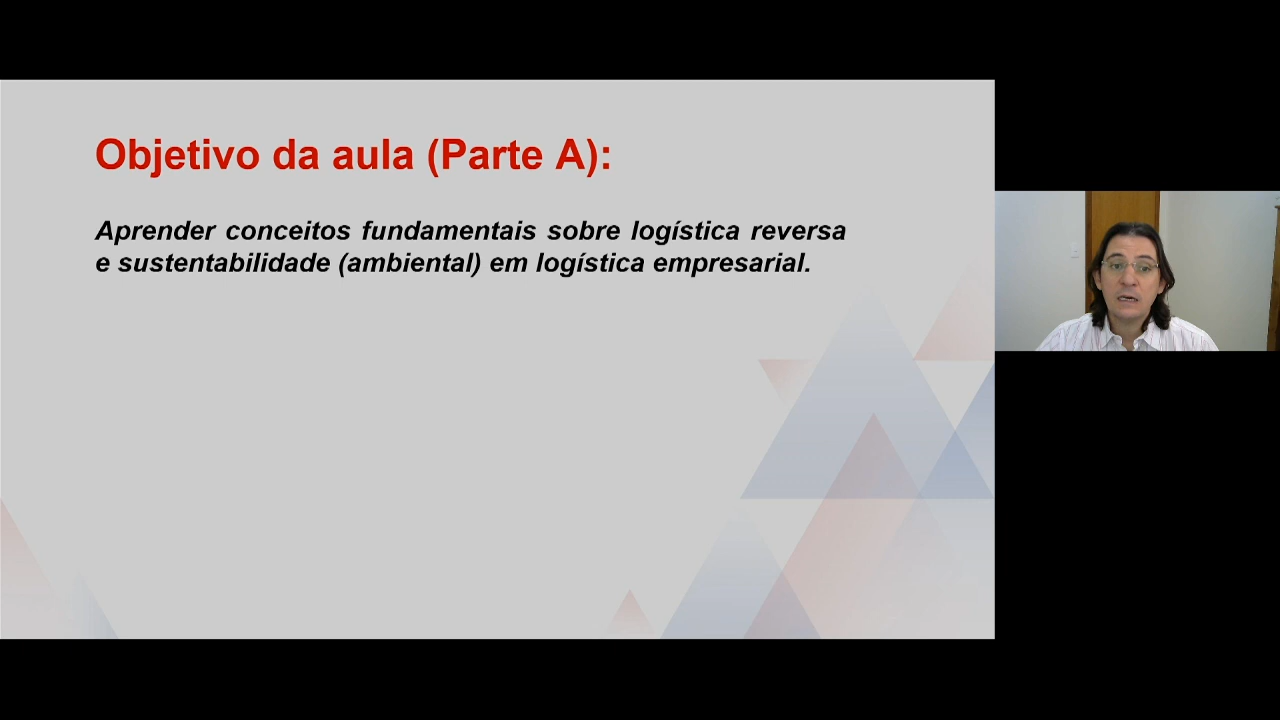 Objetivo da aula (Parte A):
Aprender conceitos fundamentais sobre logística reversa
e sustentabilidade (ambiental) em logística empresarial.